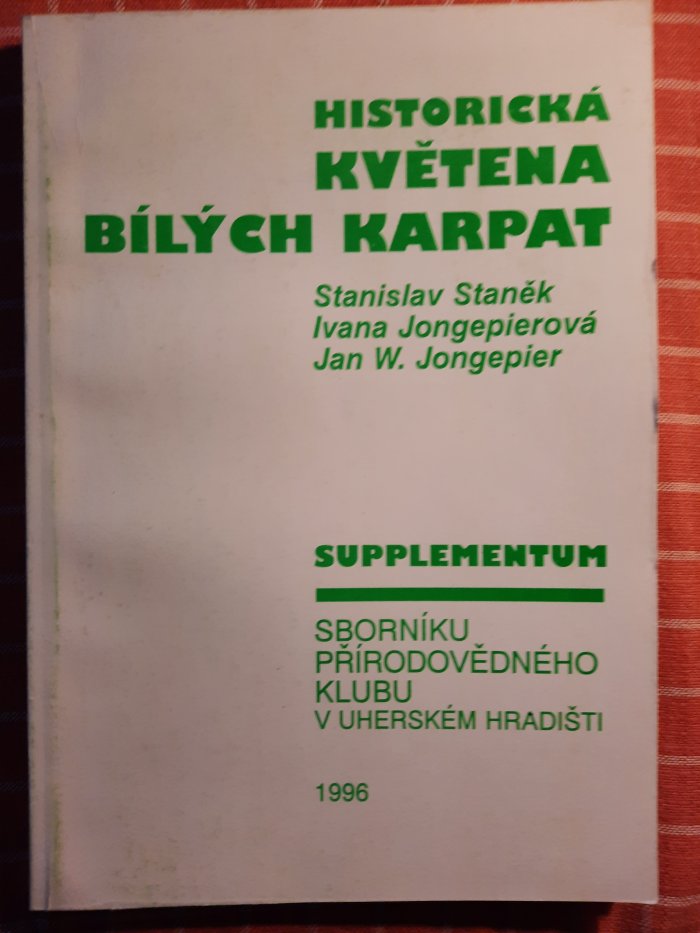 HISTORICKÁ
KVĚTENA
BÍLÝCH KARPAT
Stanislav Staněk
Ivana Jongepierová
Jan W. Jongepier
SUPPLEMENTUM
SBORNÍKU
PŘÍRODOVĚDNÉHO
KLUBU
V UHERSKÉM HRADIŠTI
1996